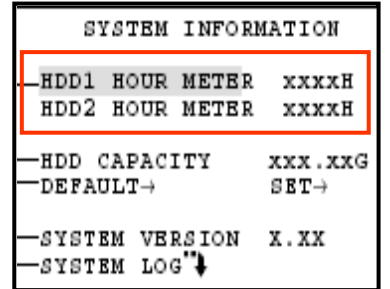 SYSTEM INFORMATION
HDD1 HOUR METER xxxxH
HDD2 HOUR METER xxxxH
HDD CAPACITY xxx.xxG
DEFAULT→ SET→
SYSTEM VERSION X.XX
SYSTEM LOG